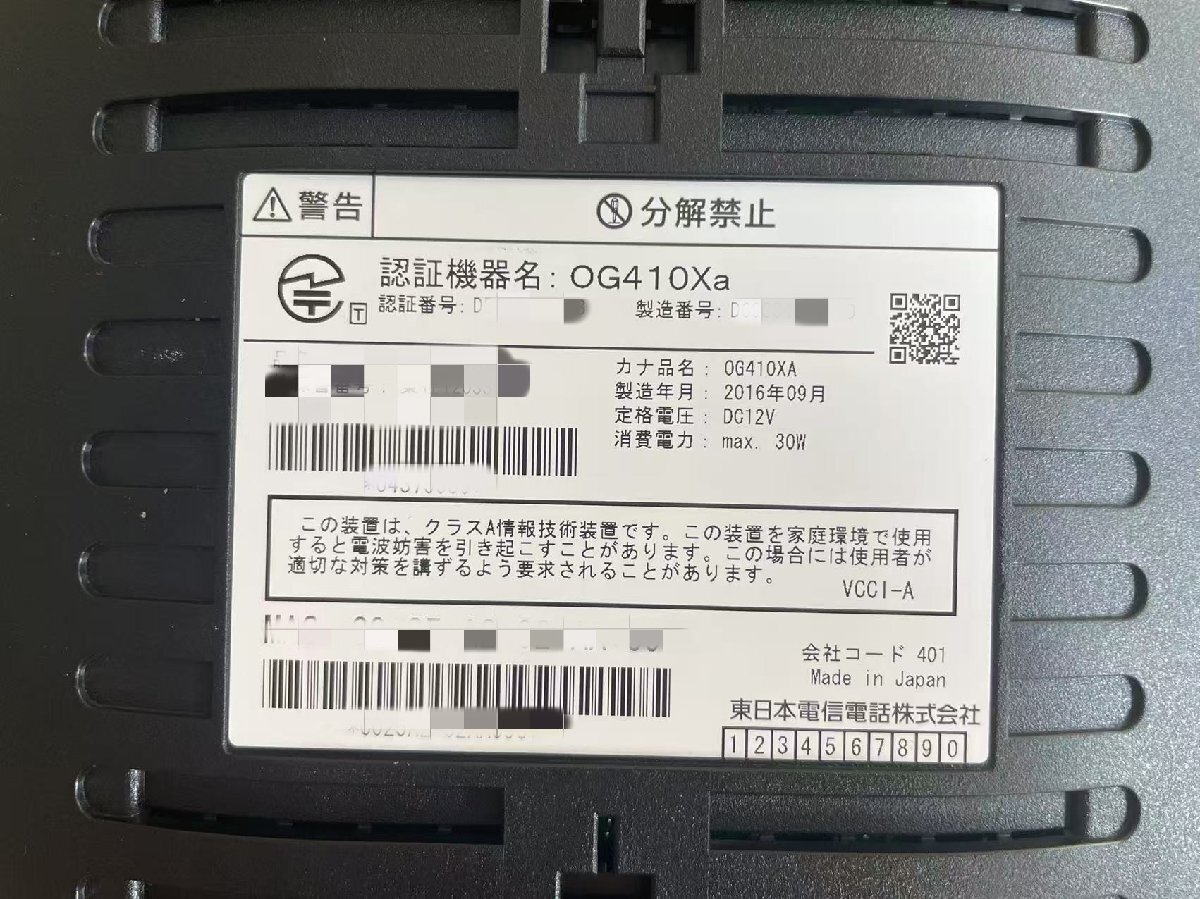 警告
分解禁止
認証機器名: OG410Xa
T
認証番号: D
製造番号: D
カナ品名: OG410XA
製造年月: 2016年09月
定格電圧: DC12V
消費電力: max. 30W
この装置は、クラスA情報技術装置です。この装置を家庭環境で使用
すると電波妨害を引き起こすことがあります。この場合には使用者が
適切な対策を講ずるよう要求されることがあります。
VCCI-A
会社コード 401
Made in Japan
東日本電信電話株式会社
1 2 3 4 5 6 7 8 9 0